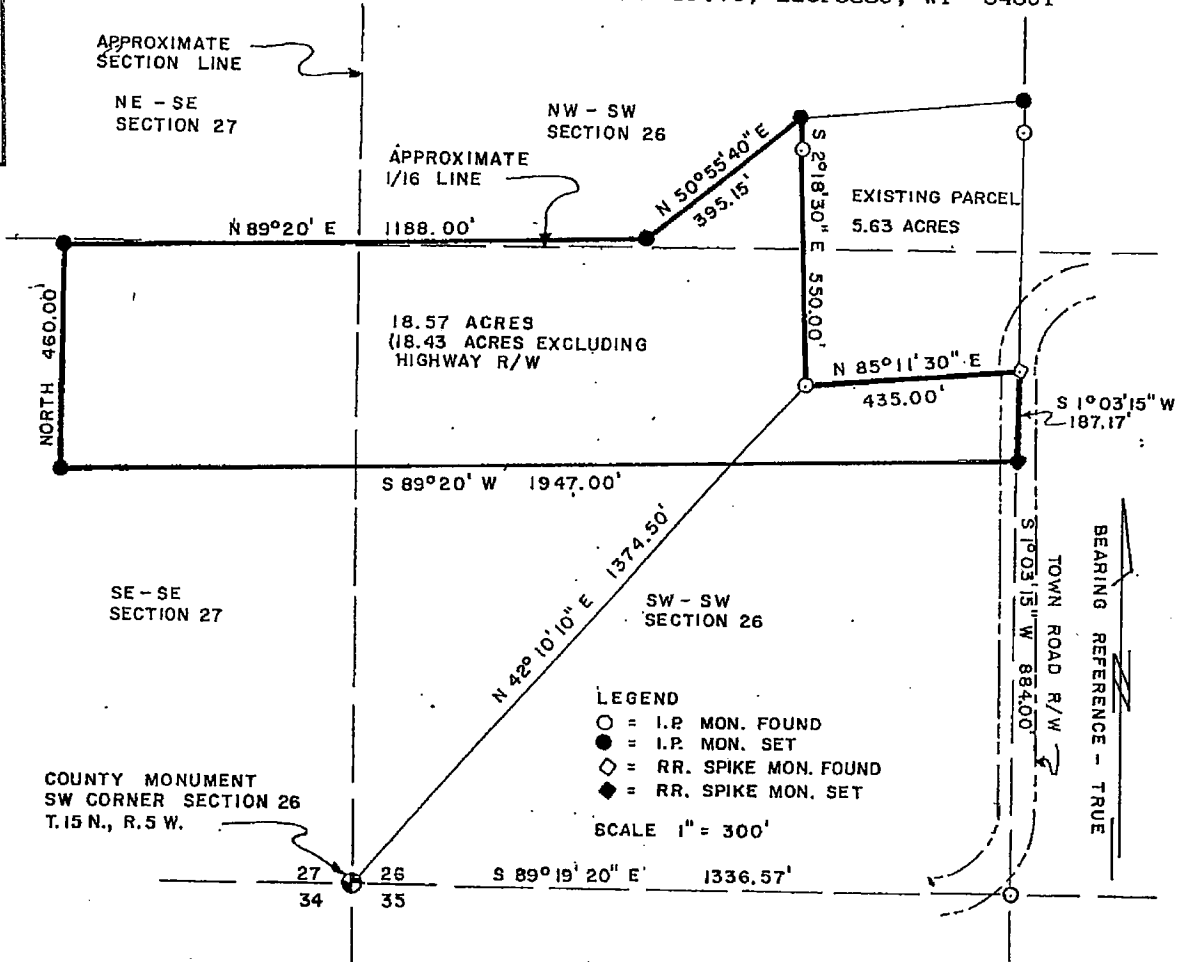 APPROXIMATE
SECTION LINE
NE - SE
SECTION 27
NW - SW
SECTION 26
APPROXIMATE
1/16 LINE
N 50°55'40" E
395.15'
S 2°18'30" E 550.00'
EXISTING PARCEL
5.63 ACRES
N 89°20' E 1188.00'
NORTH 460.00'
18.57 ACRES
(18.43 ACRES EXCLUDING
HIGHWAY R/W
N 85°11'30" E
435.00'
S 1°03'15" W
187.17'
S 89°20' W 1947.00'
N 42°10'10" E 1374.50'
SE - SE
SECTION 27
SW - SW
SECTION 26
S 1°03'15" W 884.00'
TOWN ROAD R/W
BEARING REFERENCE - TRUE
LEGEND
○ = I.P. MON. FOUND
● = I.P. MON. SET
◇ = RR. SPIKE MON. FOUND
◆ = RR. SPIKE MON. SET
SCALE 1" = 300'
COUNTY MONUMENT
SW CORNER SECTION 26
T. 15 N., R. 5 W.
27 26
34 35
S 89°19'20" E 1336.57'